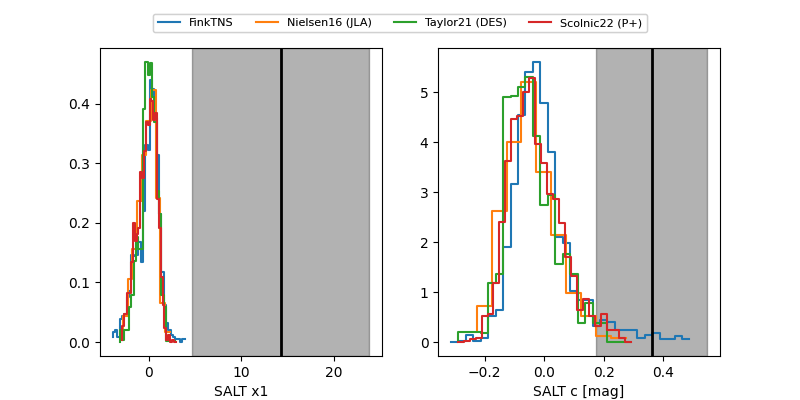 FinkTNS Nielsen16 (JLA) Taylor21 (DES) Scolnic22 (P+)
0.4
0.3
0.2
0.1
0.0
0 10 20
SALT x1
5
4
3
2
1
0
−0.2 0.0 0.2 0.4
SALT c [mag]